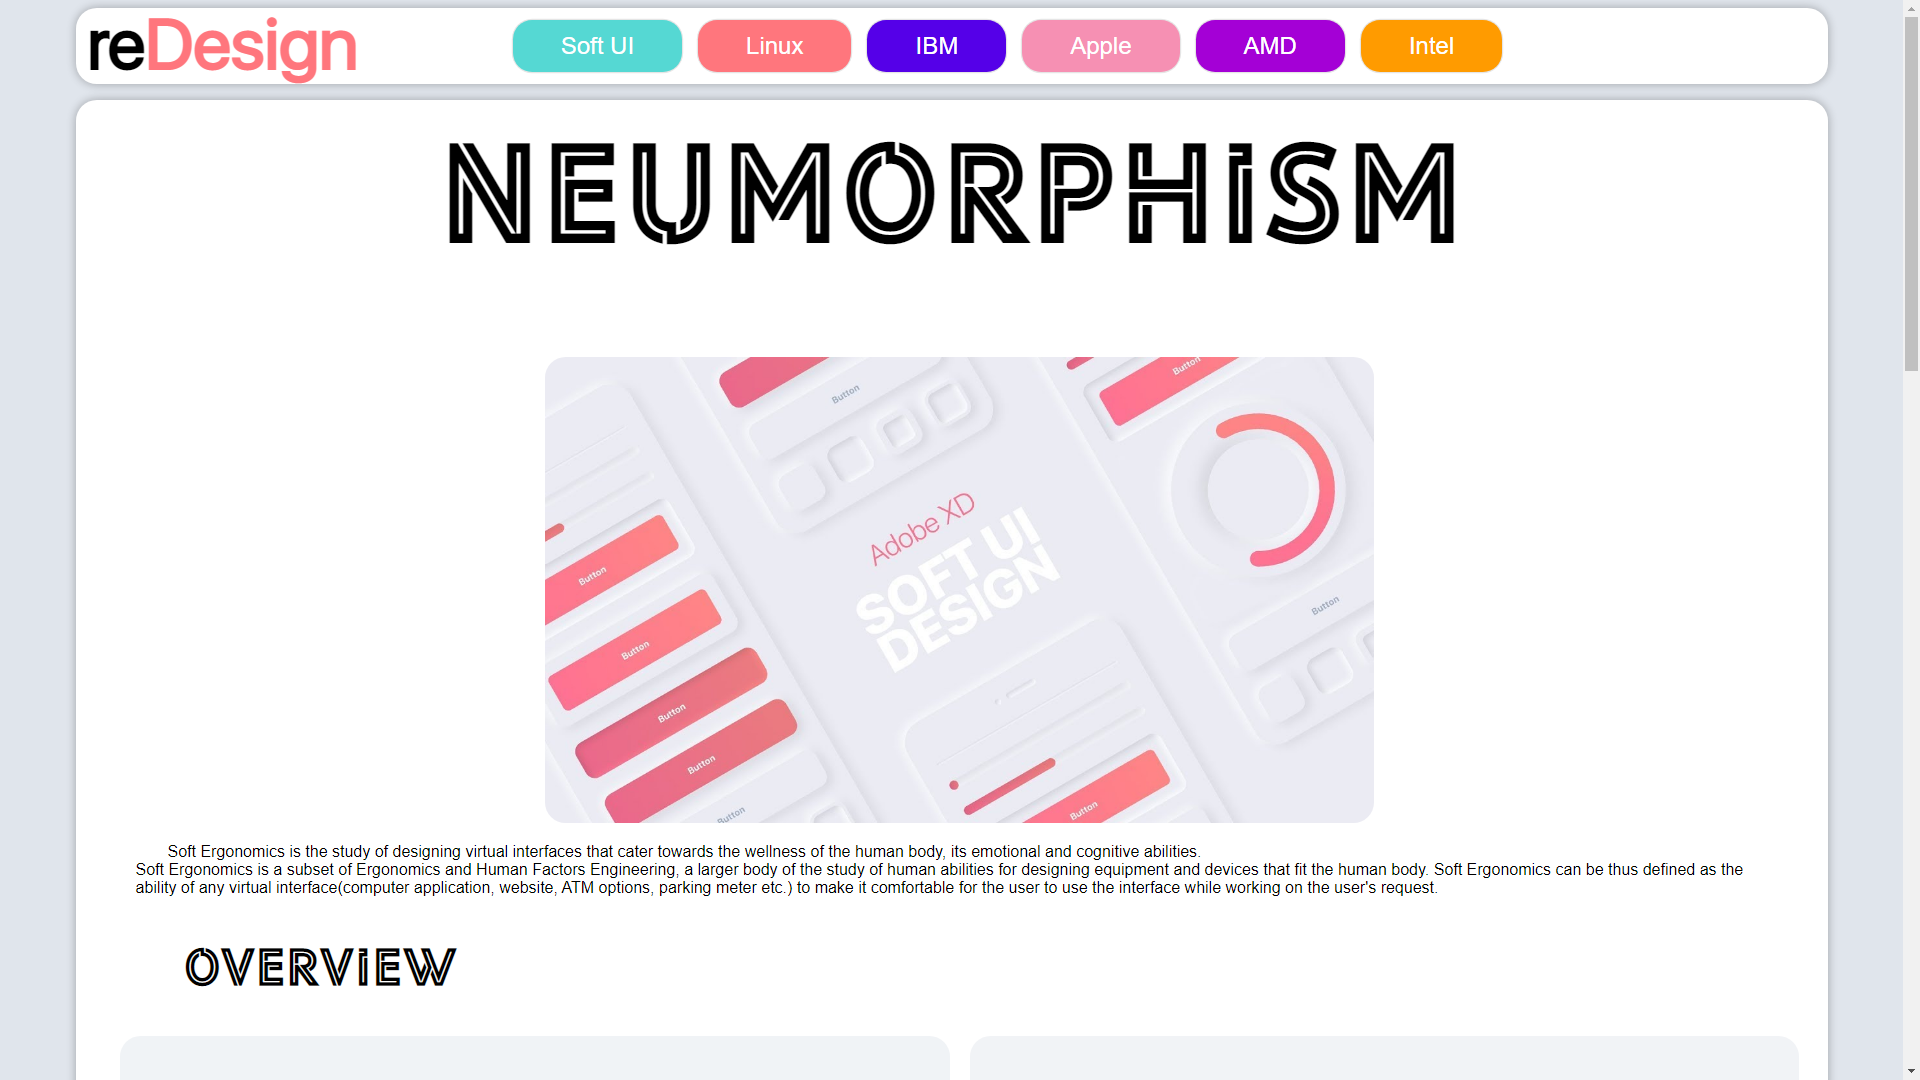 reDesign
Soft UI
Linux
IBM
Apple
AMD
Intel
NEUMORPHiSM
Button
Button
Adobe XD
SOFT UI
DESIGN
Button
Button
Button
Button
Button
Button
Button
Soft Ergonomics is the study of designing virtual interfaces that cater towards the wellness of the human body, its emotional and cognitive abilities.
Soft Ergonomics is a subset of Ergonomics and Human Factors Engineering, a larger body of the study of human abilities for designing equipment and devices that fit the human body. Soft Ergonomics can be thus defined as the
ability of any virtual interface(computer application, website, ATM options, parking meter etc.) to make it comfortable for the user to use the interface while working on the user's request.
OVERViEW